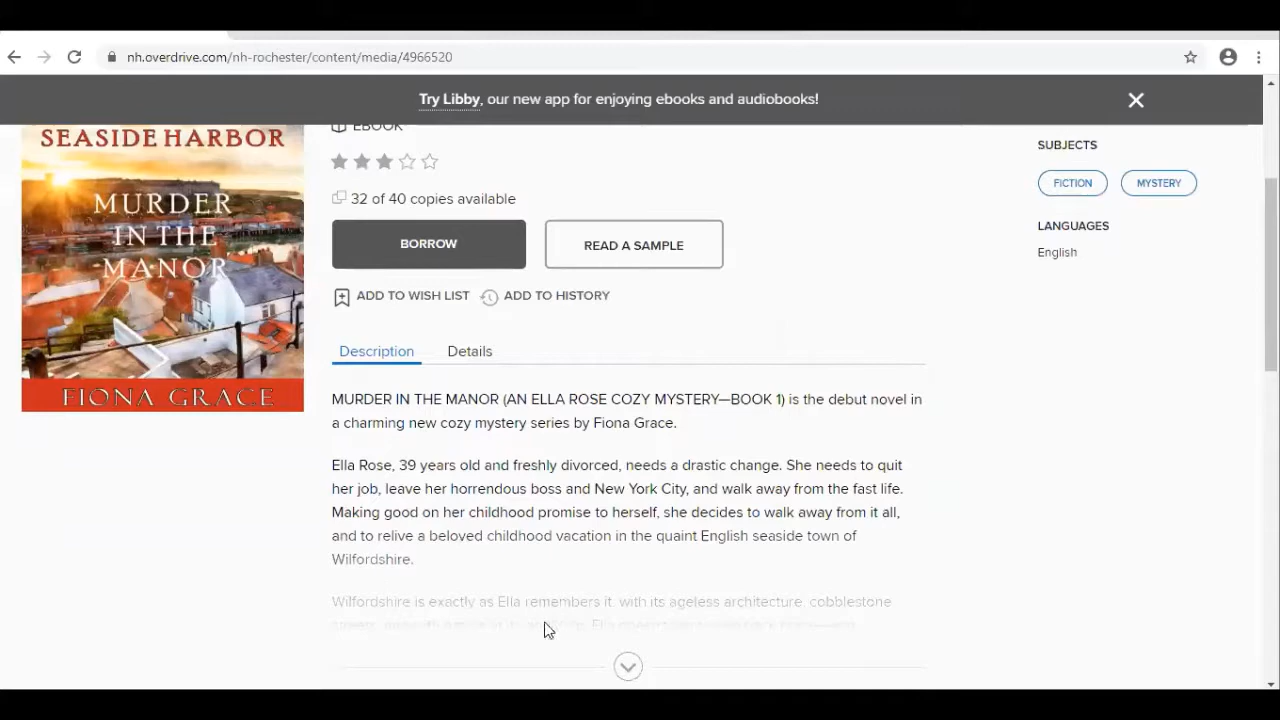 nh.overdrive.com/nh-rochester/content/media/4966520
Try Libby, our new app for enjoying ebooks and audiobooks!
EBOOK
SEASIDE HARBOR
MURDER
IN THE
MANOR
FIONA GRACE
32 of 40 copies available
BORROW
READ A SAMPLE
ADD TO WISH LIST
ADD TO HISTORY
Description
Details
MURDER IN THE MANOR (AN ELLA ROSE COZY MYSTERY—BOOK 1) is the debut novel in
a charming new cozy mystery series by Fiona Grace.
Ella Rose, 39 years old and freshly divorced, needs a drastic change. She needs to quit
her job, leave her horrendous boss and New York City, and walk away from the fast life.
Making good on her childhood promise to herself, she decides to walk away from it all,
and to relive a beloved childhood vacation in the quaint English seaside town of
Wilfordshire.
Wilfordshire is exactly as Ella remembers it, with its ageless architecture, cobblestone
SUBJECTS
FICTION
MYSTERY
LANGUAGES
English